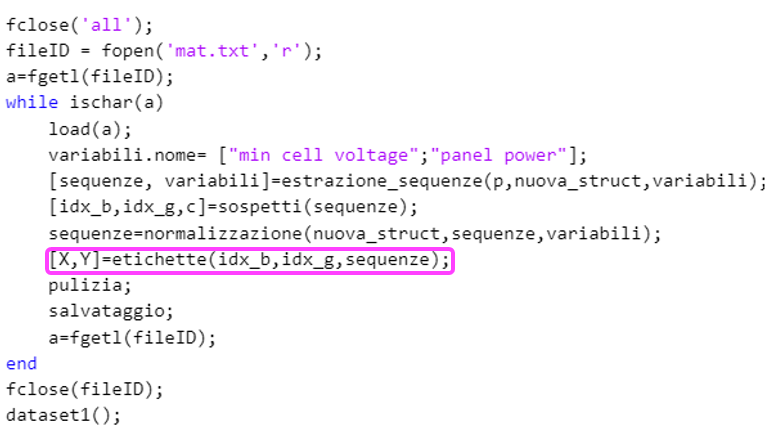 fclose('all');
fileID = fopen('mat.txt','r');
a=fgetl(fileID);
while ischar(a)
    load(a);
    variabili.nome= ["min cell voltage";"panel power"];
    [sequenze, variabili]=estrazione_sequenze(p,nuova_struct,variabili);
    [idx_b,idx_g,c]=sospetti(sequenze);
    sequenze=normalizzazione(nuova_struct,sequenze,variabili);
    [X,Y]=etichette(idx_b,idx_g,sequenze);
    pulizia;
    salvataggio;
    a=fgetl(fileID);
end
fclose(fileID);
dataset1();